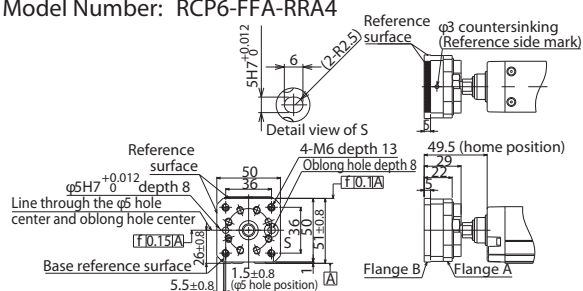 Model Number: RCP6-FFA-RRA4
Reference
surface
φ3 countersinking
(Reference side mark)
5H7 +0.012 0
6
(2-R2.5)
5
Detail view of S
Reference
surface
50
36
4-M6 depth 13
Oblong hole depth 8
49.5 (home position)
29
22
5
φ5H7 +0.012 0 depth 8
Line through the φ5 hole
center and oblong hole center
f 0.1 A
f 0.15 A
26±0.8
S
36
50
51±0.8
Base reference surface
1.5±0.8
(φ5 hole position)
5.5±0.8
1
A
Flange B
Flange A